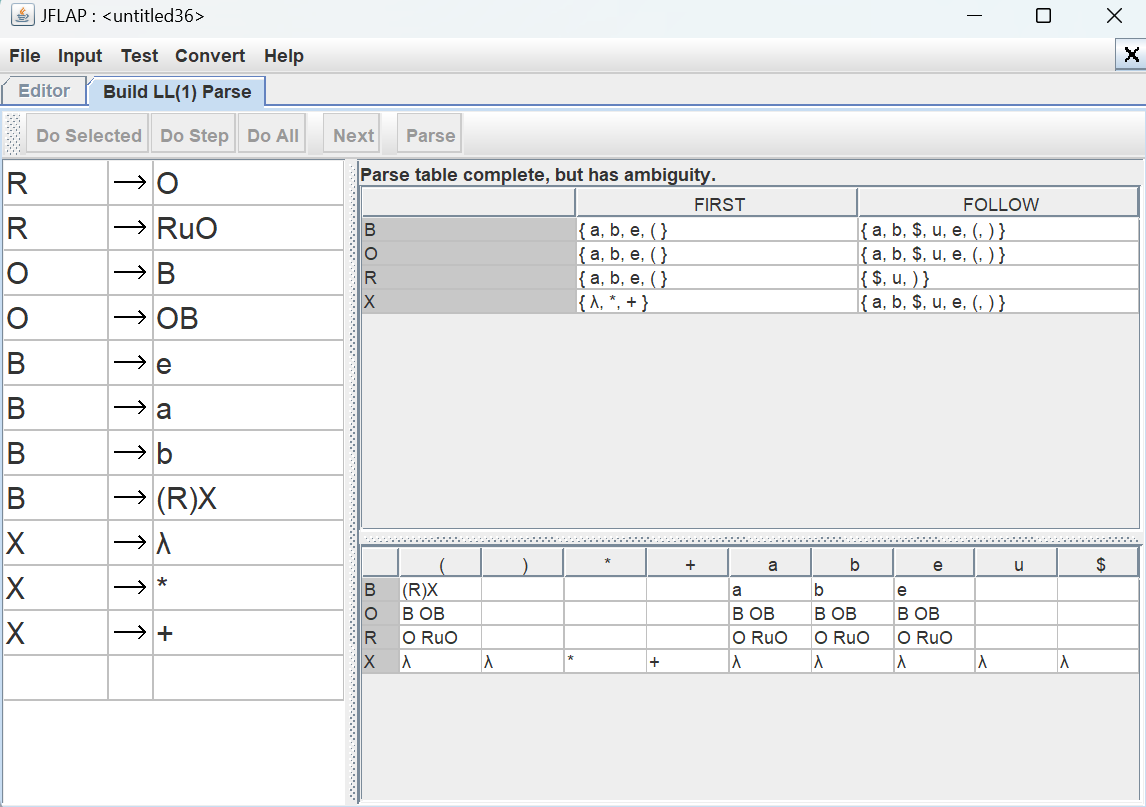 JFLAP : <untitled36>
File Input Test Convert Help
Editor Build LL(1) Parse
Do Selected Do Step Do All Next Parse
R → O
R → RuO
O → B
O → OB
B → e
B → a
B → b
B → (R)X
X → λ
X → *
X → +
Parse table complete, but has ambiguity.
FIRST FOLLOW
B { a, b, e, ( } { a, b, $, u, e, (, ) }
O { a, b, e, ( } { a, b, $, u, e, (, ) }
R { a, b, e, ( } { $, u, ) }
X { λ, *, + } { a, b, $, u, e, (, ) }
( ) * + a b e u $
B (R)X a b e
O B OB B OB B OB B OB
R O RuO O RuO O RuO O RuO
X λ λ * + λ λ λ λ λ